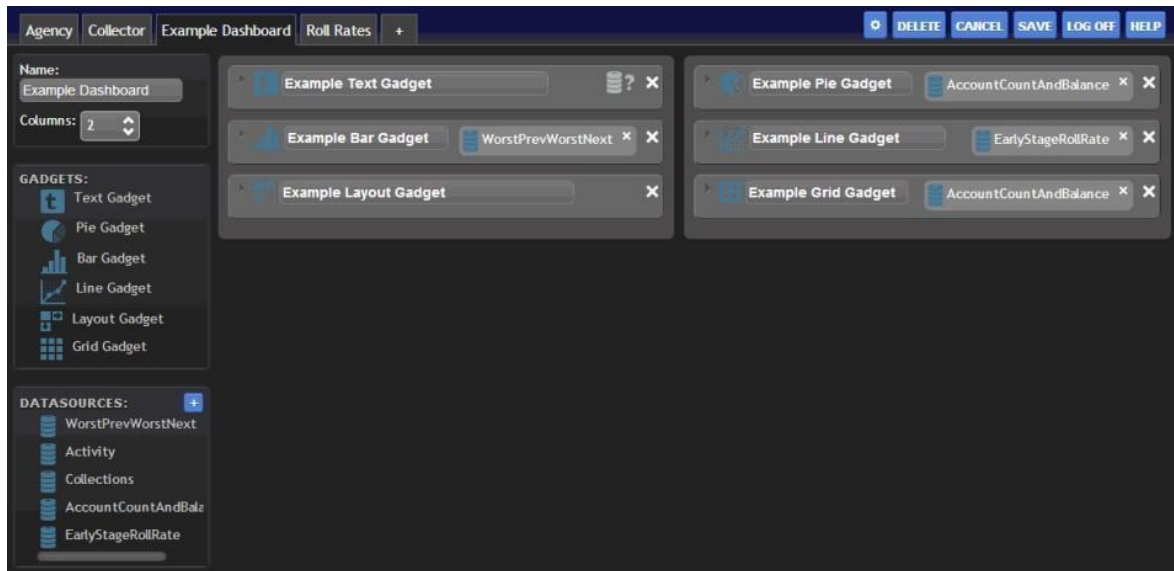 Agency Collector Example Dashboard Roll Rates + DELETE CANCEL SAVE LOG OFF HELP
Name:
Example Dashboard
Columns: 2
GADGETS:
t Text Gadget
Pie Gadget
Bar Gadget
Line Gadget
Layout Gadget
Grid Gadget
DATASOURCES: +
WorstPrevWorstNext
Activity
Collections
AccountCountAndBala
EarlyStageRollRate
Example Text Gadget ? ×
Example Bar Gadget WorstPrevWorstNext × ×
Example Layout Gadget ×
Example Pie Gadget AccountCountAndBalance × ×
Example Line Gadget EarlyStageRollRate × ×
Example Grid Gadget AccountCountAndBalance × ×